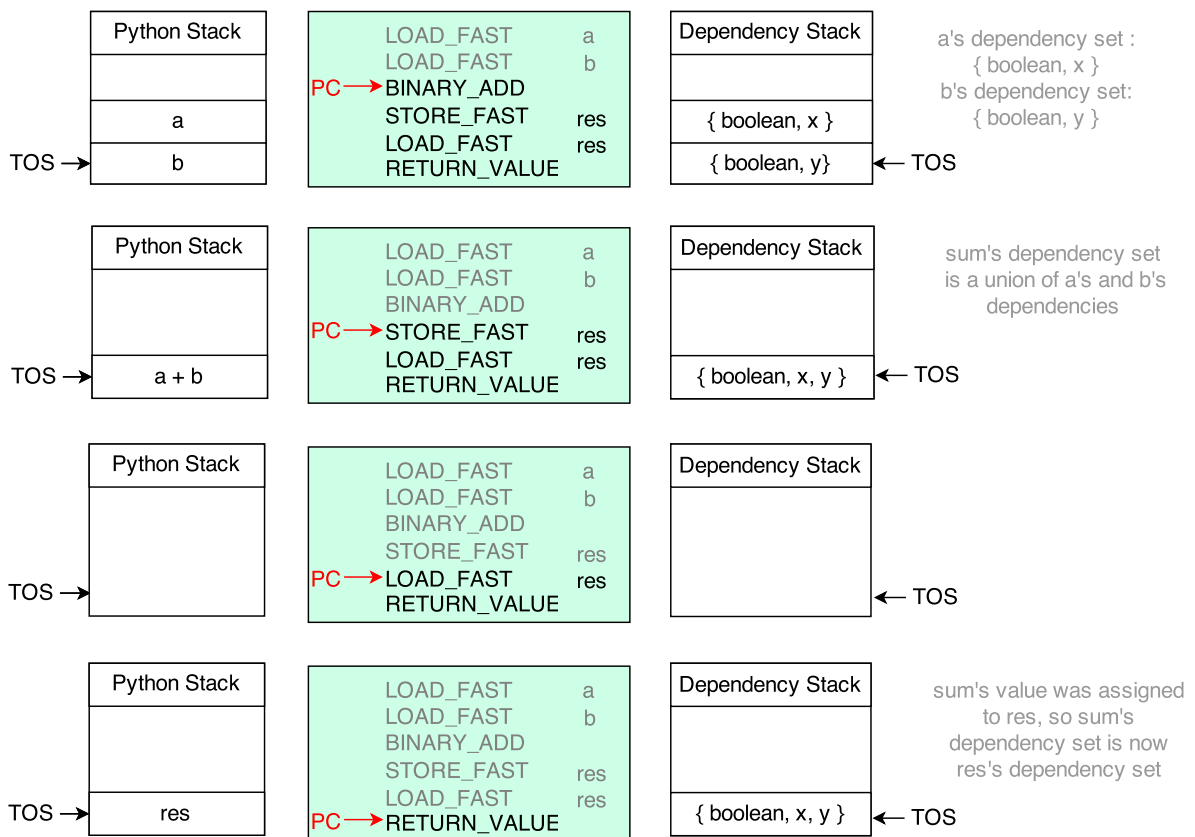 Python Stack
a
TOS
b
LOAD_FAST a
LOAD_FAST b
PC BINARY_ADD
STORE_FAST res
LOAD_FAST res
RETURN_VALUE
Dependency Stack
{ boolean, x }
{ boolean, y}
TOS
a's dependency set :
{ boolean, x }
b's dependency set:
{ boolean, y }
Python Stack
TOS
a + b
LOAD_FAST a
LOAD_FAST b
BINARY_ADD
PC STORE_FAST res
LOAD_FAST res
RETURN_VALUE
Dependency Stack
{ boolean, x, y }
TOS
sum's dependency set
is a union of a's and b's
dependencies
Python Stack
TOS
LOAD_FAST a
LOAD_FAST b
BINARY_ADD
STORE_FAST res
PC LOAD_FAST res
RETURN_VALUE
Dependency Stack
TOS
Python Stack
TOS
res
LOAD_FAST a
LOAD_FAST b
BINARY_ADD
STORE_FAST res
LOAD_FAST res
PC RETURN_VALUE
Dependency Stack
{ boolean, x, y }
TOS
sum's value was assigned
to res, so sum's
dependency set is now
res's dependency set